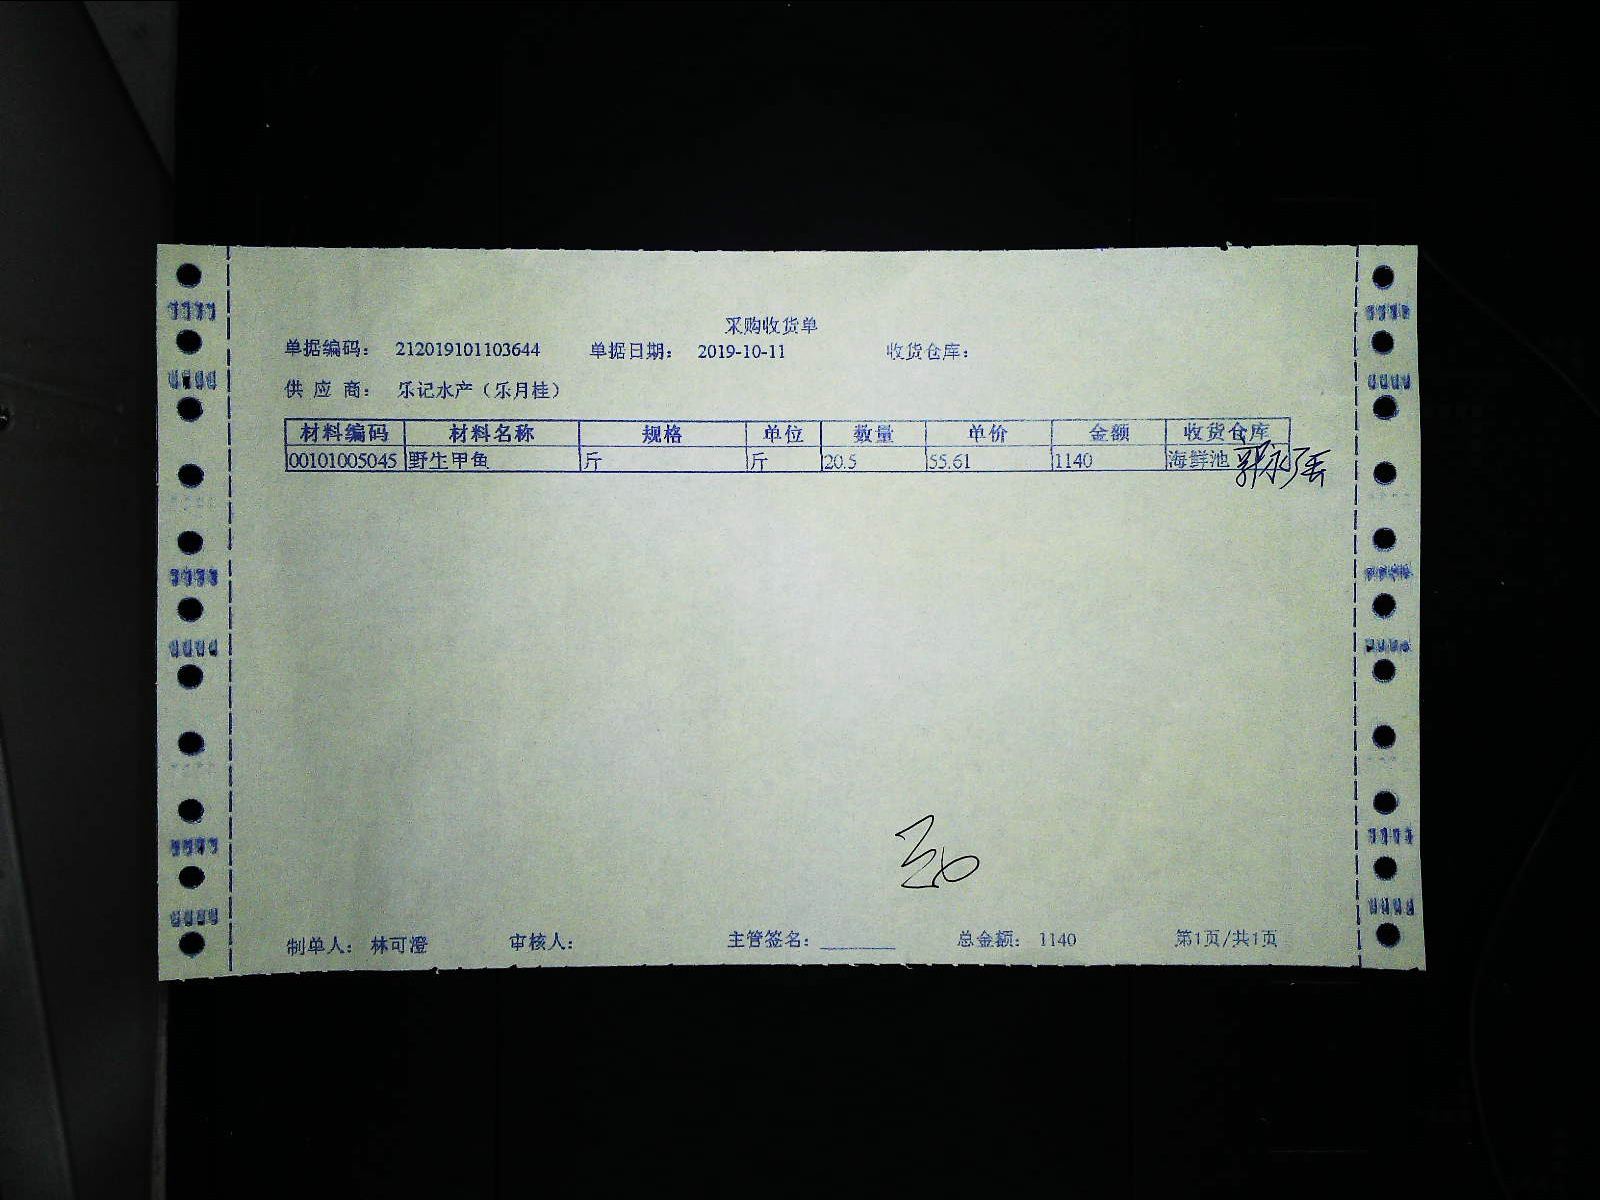 采购收货单
单据编码： 212019101103644 单据日期： 2019-10-11 收货仓库：
供 应 商： 乐记水产（乐月桂）
材料编码 材料名称 规格 单位 数量 单价 金额 收货仓库
00101005045 野生甲鱼 斤 斤 20.5 55.61 1140 海鲜池
制单人： 林可澄 审核人： 主管签名：________ 总金额： 1140 第1页/共1页